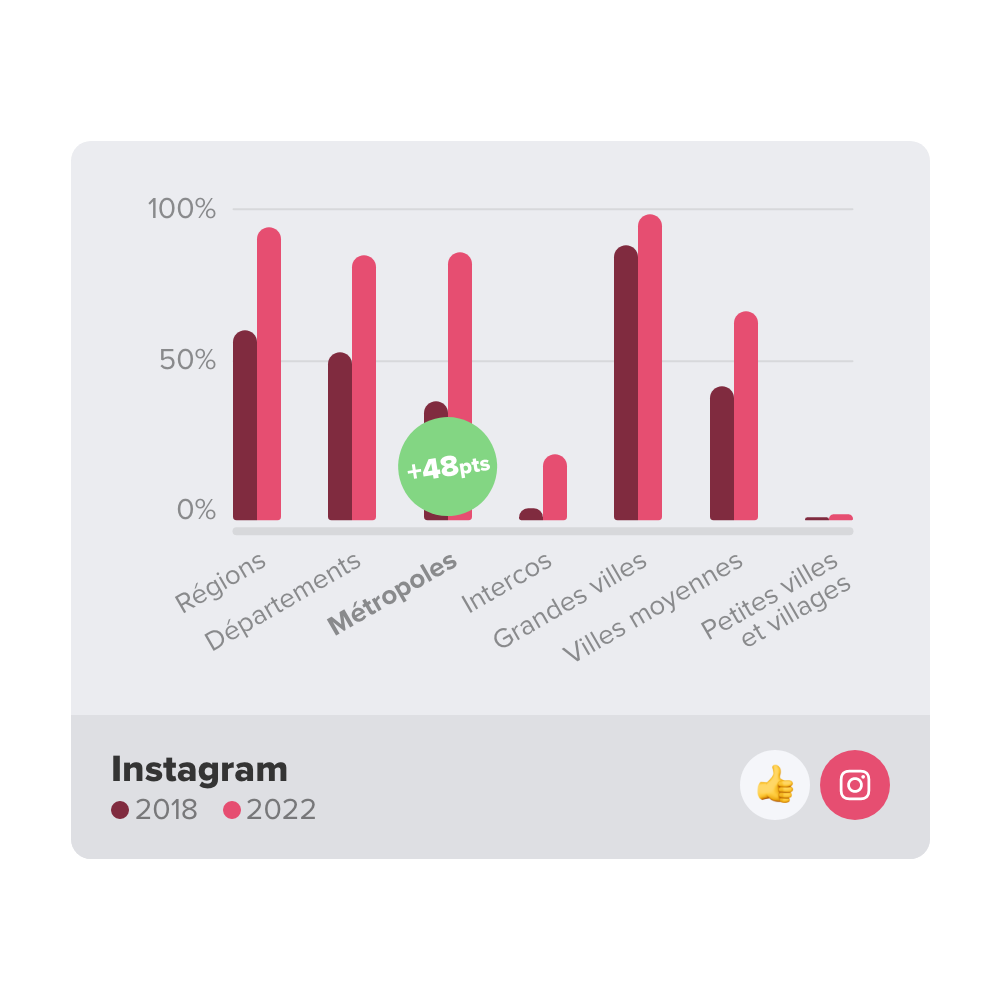 100%
50%
0%
+48pts
Régions
Départements
Métropoles
Intercos
Grandes villes
Villes moyennes
Petites villes
et villages
Instagram
2018 2022